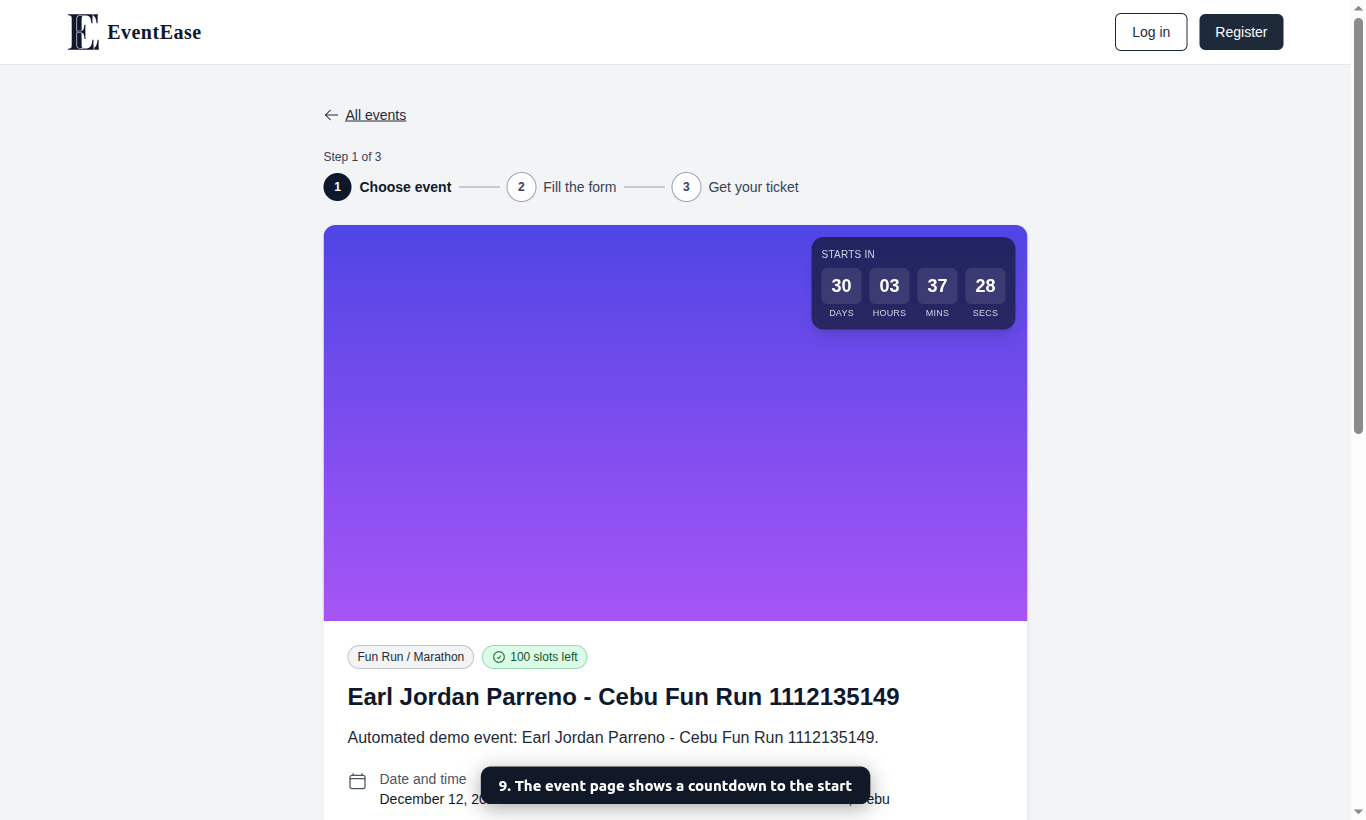 E EventEase
Log in
Register
All events
Step 1 of 3
1 Choose event
2 Fill the form
3 Get your ticket
STARTS IN
30 03 37 28
DAYS HOURS MINS SECS
Fun Run / Marathon
100 slots left
Earl Jordan Parreno - Cebu Fun Run 1112135149
Automated demo event: Earl Jordan Parreno - Cebu Fun Run 1112135149.
Date and time
December 12,
9. The event page shows a countdown to the start